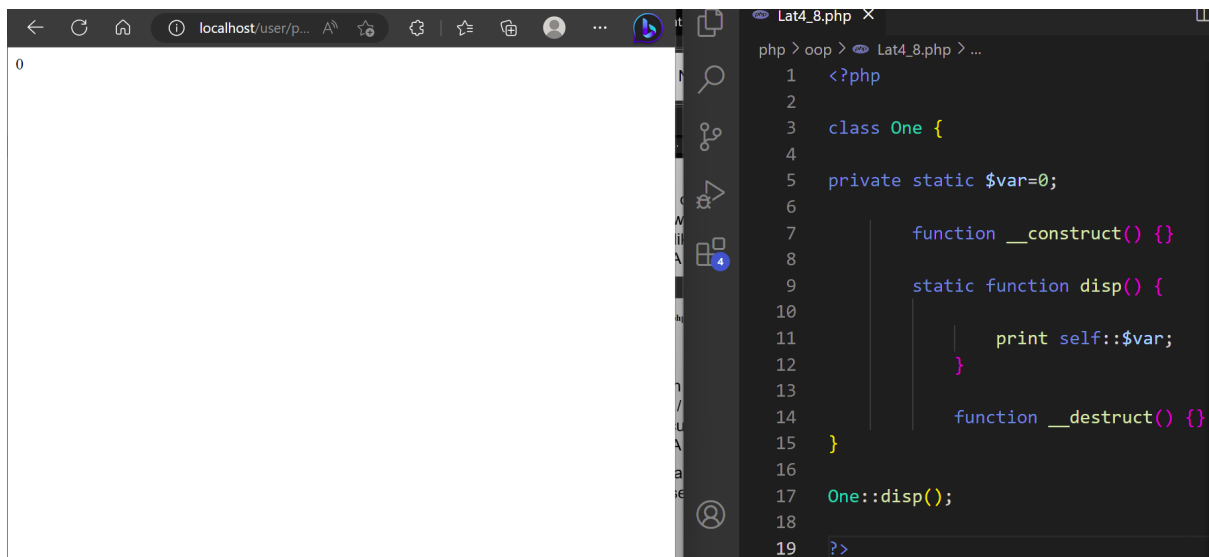 localhost/user/p...
0
Lat4_8.php
php > oop > Lat4_8.php > ...
1 <?php
2
3 class One {
4
5 private static $var=0;
6
7 function __construct() {}
8
9 static function disp() {
10
11 print self::$var;
12 }
13
14 function __destruct() {}
15 }
16
17 One::disp();
18
19 ?>
4